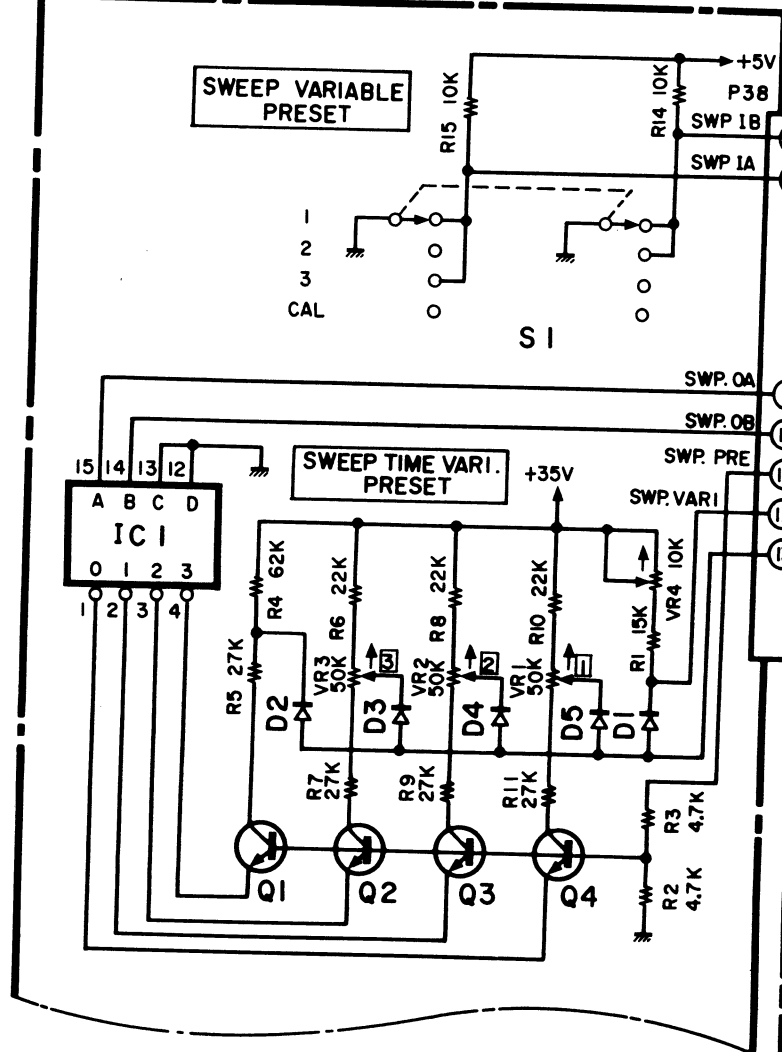 SWEEP VARIABLE
PRESET
R15 10K
R14 10K
+5V
P38
SWP 1B
SWP 1A
1
2
3
CAL
S1
SWP. 0A
SWP. 0B
SWP. PRE
SWP. VARI
15 14 13 12
A B C D
IC1
0 1 2 3
1 2 3 4
SWEEP TIME VARI.
PRESET
+35V
R4 62K
R6 22K
R8 22K
R10 22K
VR4 10K
R1 15K
R5 27K
VR3 50K
3
VR2 50K
2
VR1 50K
1
D2
D3
D4
D5
D1
R7 27K
R9 27K
R11 27K
R3 4.7K
R2 4.7K
Q1
Q2
Q3
Q4